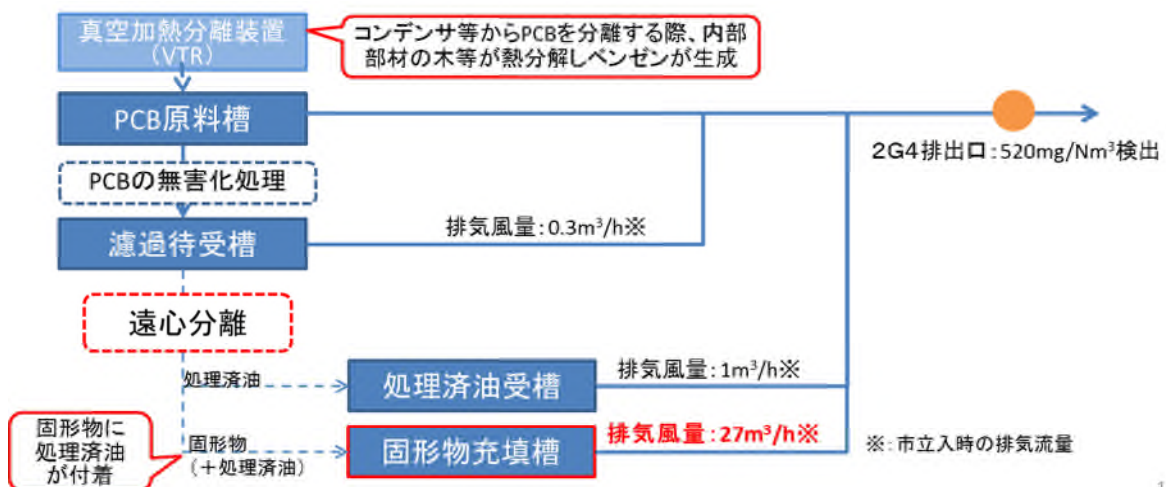 真空加熱分離装置
(VTR)
コンデンサ等からPCBを分離する際、内部
部材の木等が熱分解しベンゼンが生成
PCB原料槽
2G4排出口:520mg/Nm³検出
PCBの無害化処理
排気風量:0.3m³/h※
濾過待受槽
遠心分離
処理済油
処理済油受槽
排気風量:1m³/h※
固形物に
処理済油
が付着
固形物
(+処理済油)
固形物充填槽
排気風量:27m³/h※
※:市立入時の排気流量
1